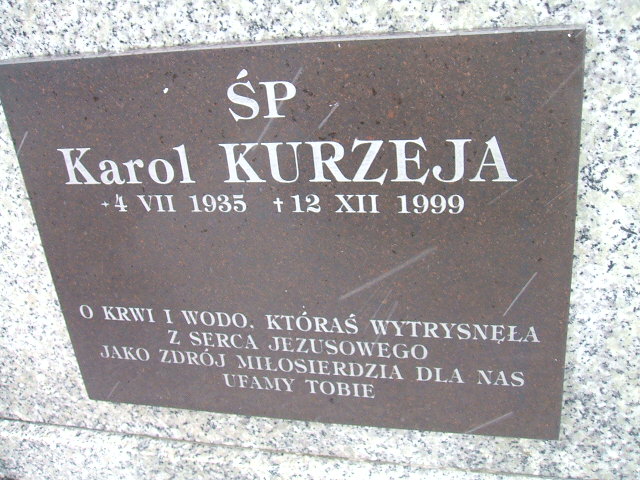 ŚP
Karol KURZEJA
* 4 VII 1935 † 12 XII 1999
O KRWI I WODO, KTÓRAŚ WYTRYSNĘŁA
Z SERCA JEZUSOWEGO
JAKO ZDRÓJ MIŁOSIERDZIA DLA NAS
UFAMY TOBIE